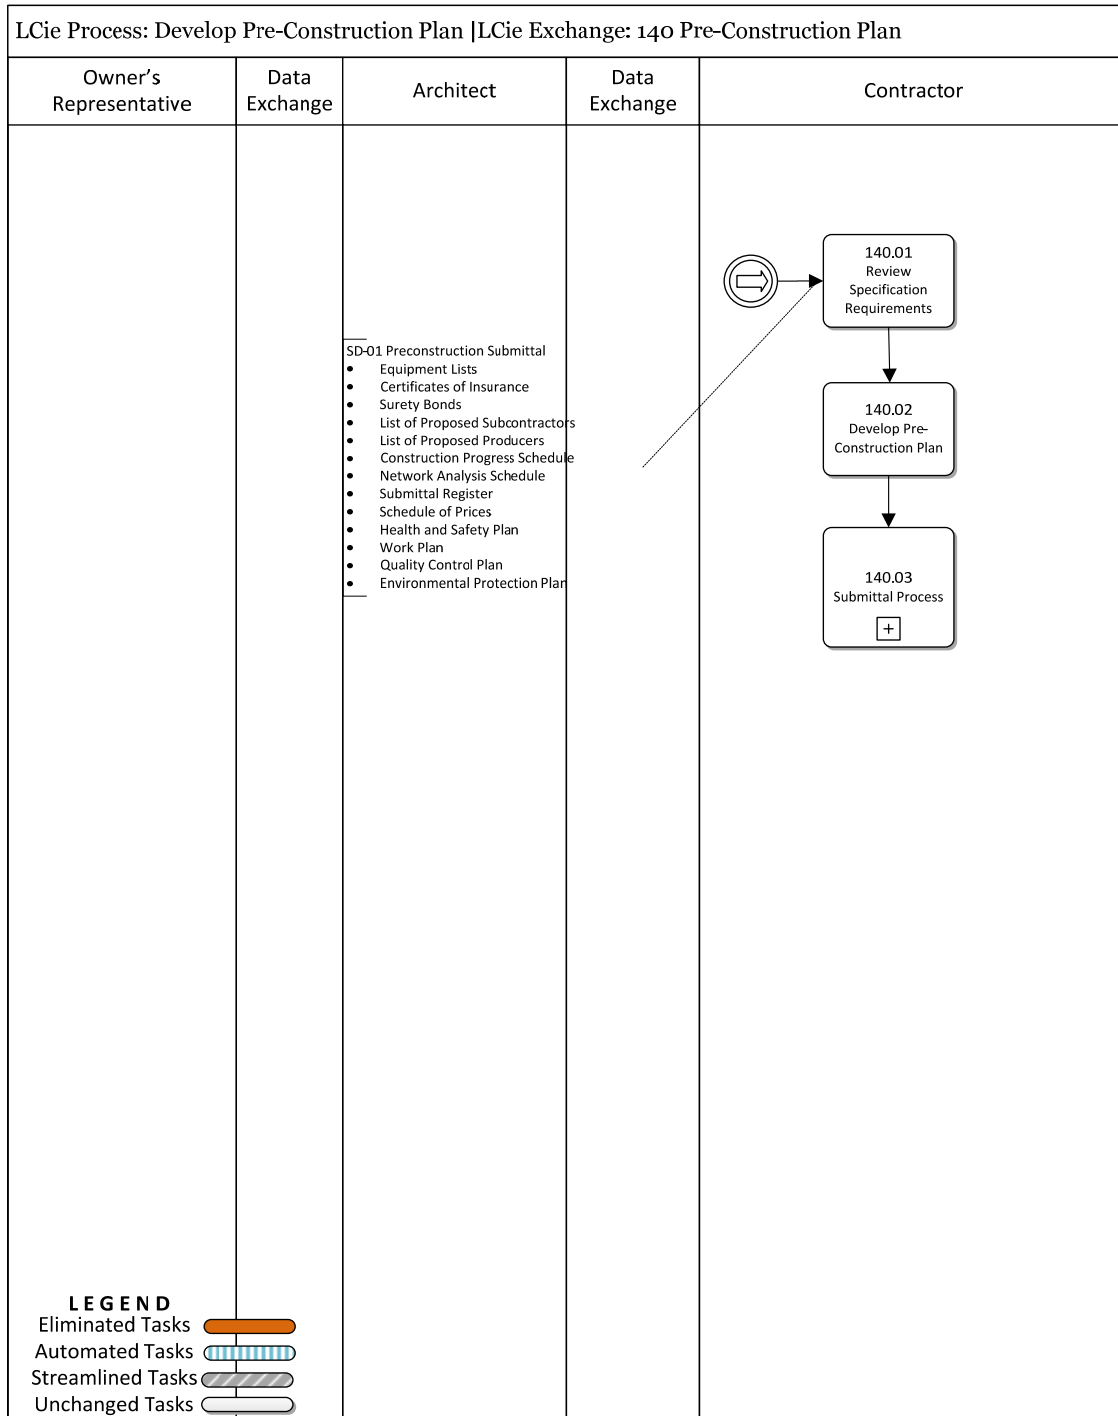 LCie Process: Develop Pre-Construction Plan |LCie Exchange: 140 Pre-Construction Plan
Owner's
Representative
Data
Exchange
Architect
Data
Exchange
Contractor
140.01
Review
Specification
Requirements
SD-01 Preconstruction Submittal
• Equipment Lists
• Certificates of Insurance
• Surety Bonds
• List of Proposed Subcontractors
• List of Proposed Producers
• Construction Progress Schedule
• Network Analysis Schedule
• Submittal Register
• Schedule of Prices
• Health and Safety Plan
• Work Plan
• Quality Control Plan
• Environmental Protection Plan
140.02
Develop Pre-
Construction Plan
140.03
Submittal Process
+
LEGEND
Eliminated Tasks
Automated Tasks
Streamlined Tasks
Unchanged Tasks